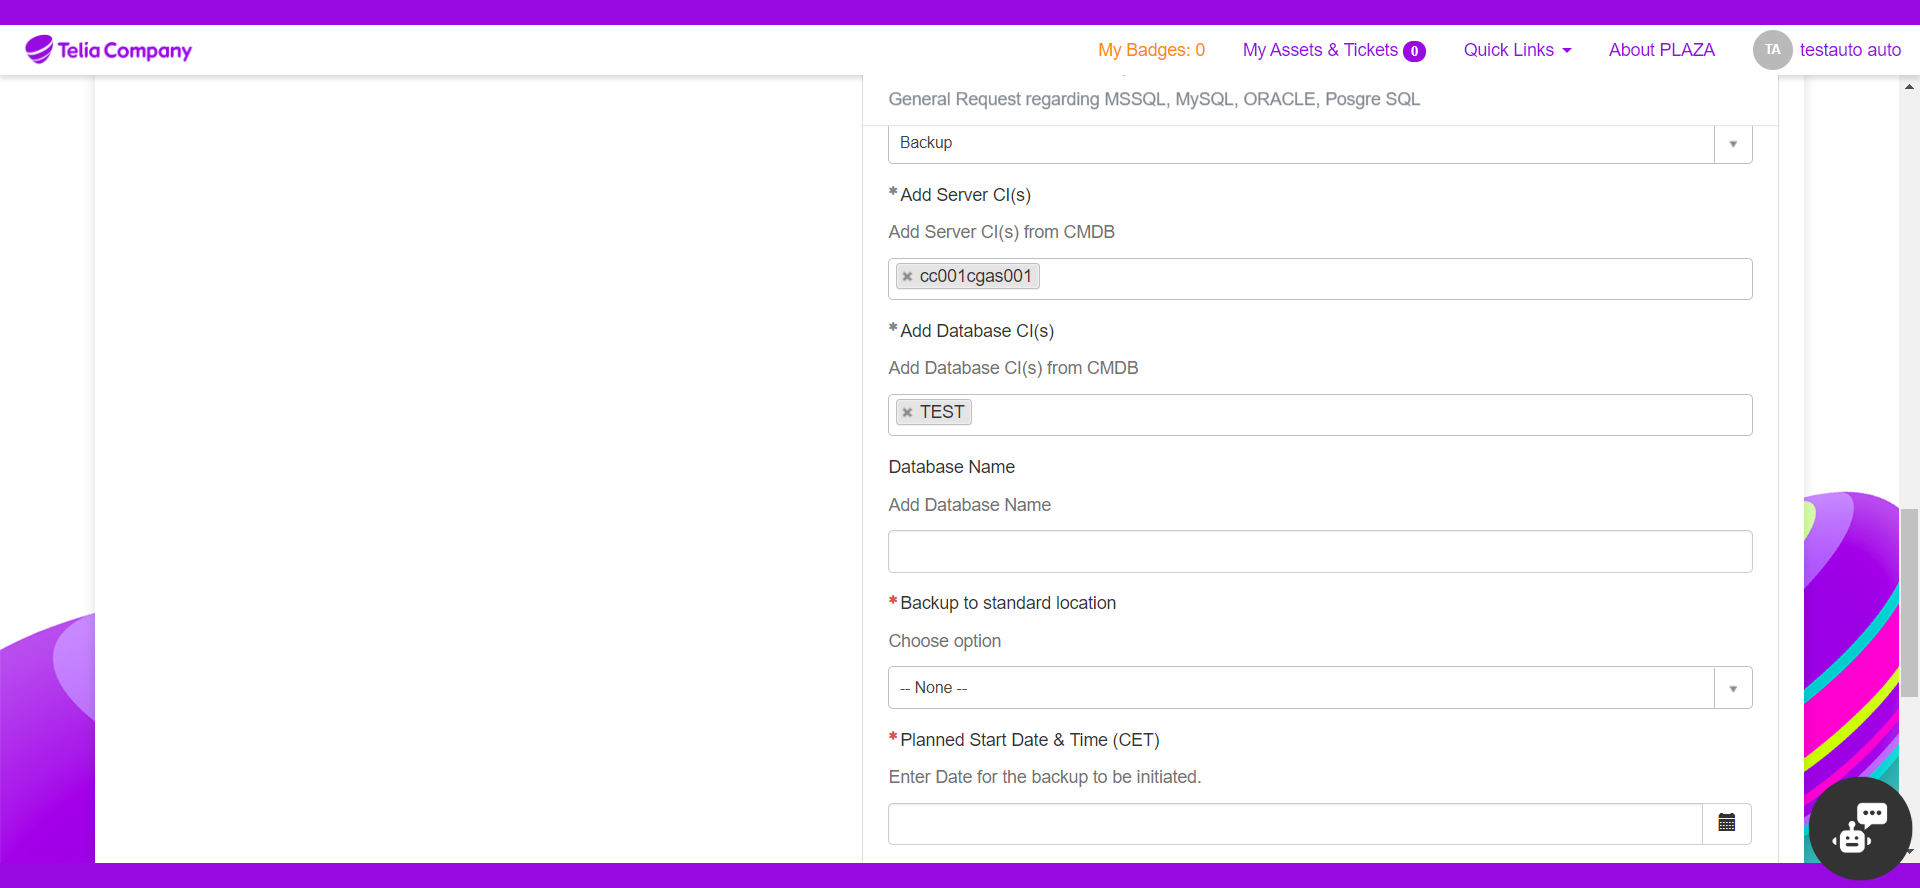 Telia Company
My Badges: 0
My Assets & Tickets 0
Quick Links
About PLAZA
TA testauto auto
General Request regarding MSSQL, MySQL, ORACLE, Posgre SQL
Backup
* Add Server CI(s)
Add Server CI(s) from CMDB
× cc001cgas001
* Add Database CI(s)
Add Database CI(s) from CMDB
× TEST
Database Name
Add Database Name
* Backup to standard location
Choose option
-- None --
* Planned Start Date & Time (CET)
Enter Date for the backup to be initiated.